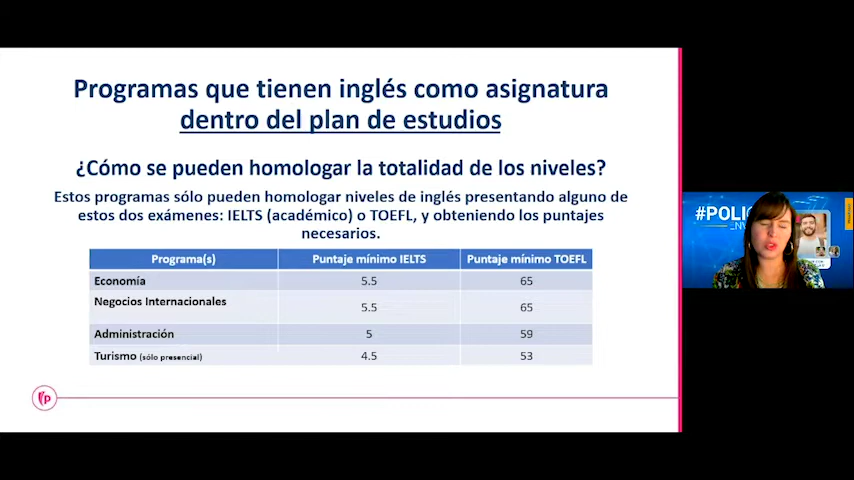 Programas que tienen inglés como asignatura
dentro del plan de estudios
¿Cómo se pueden homologar la totalidad de los niveles?
Estos programas sólo pueden homologar niveles de inglés presentando alguno de
estos dos exámenes: IELTS (académico) o TOEFL, y obteniendo los puntajes
necesarios.
Programa(s) Puntaje mínimo IELTS Puntaje mínimo TOEFL
Economía 5.5 65
Negocios Internacionales 5.5 65
Administración 5 59
Turismo (sólo presencial) 4.5 53
p